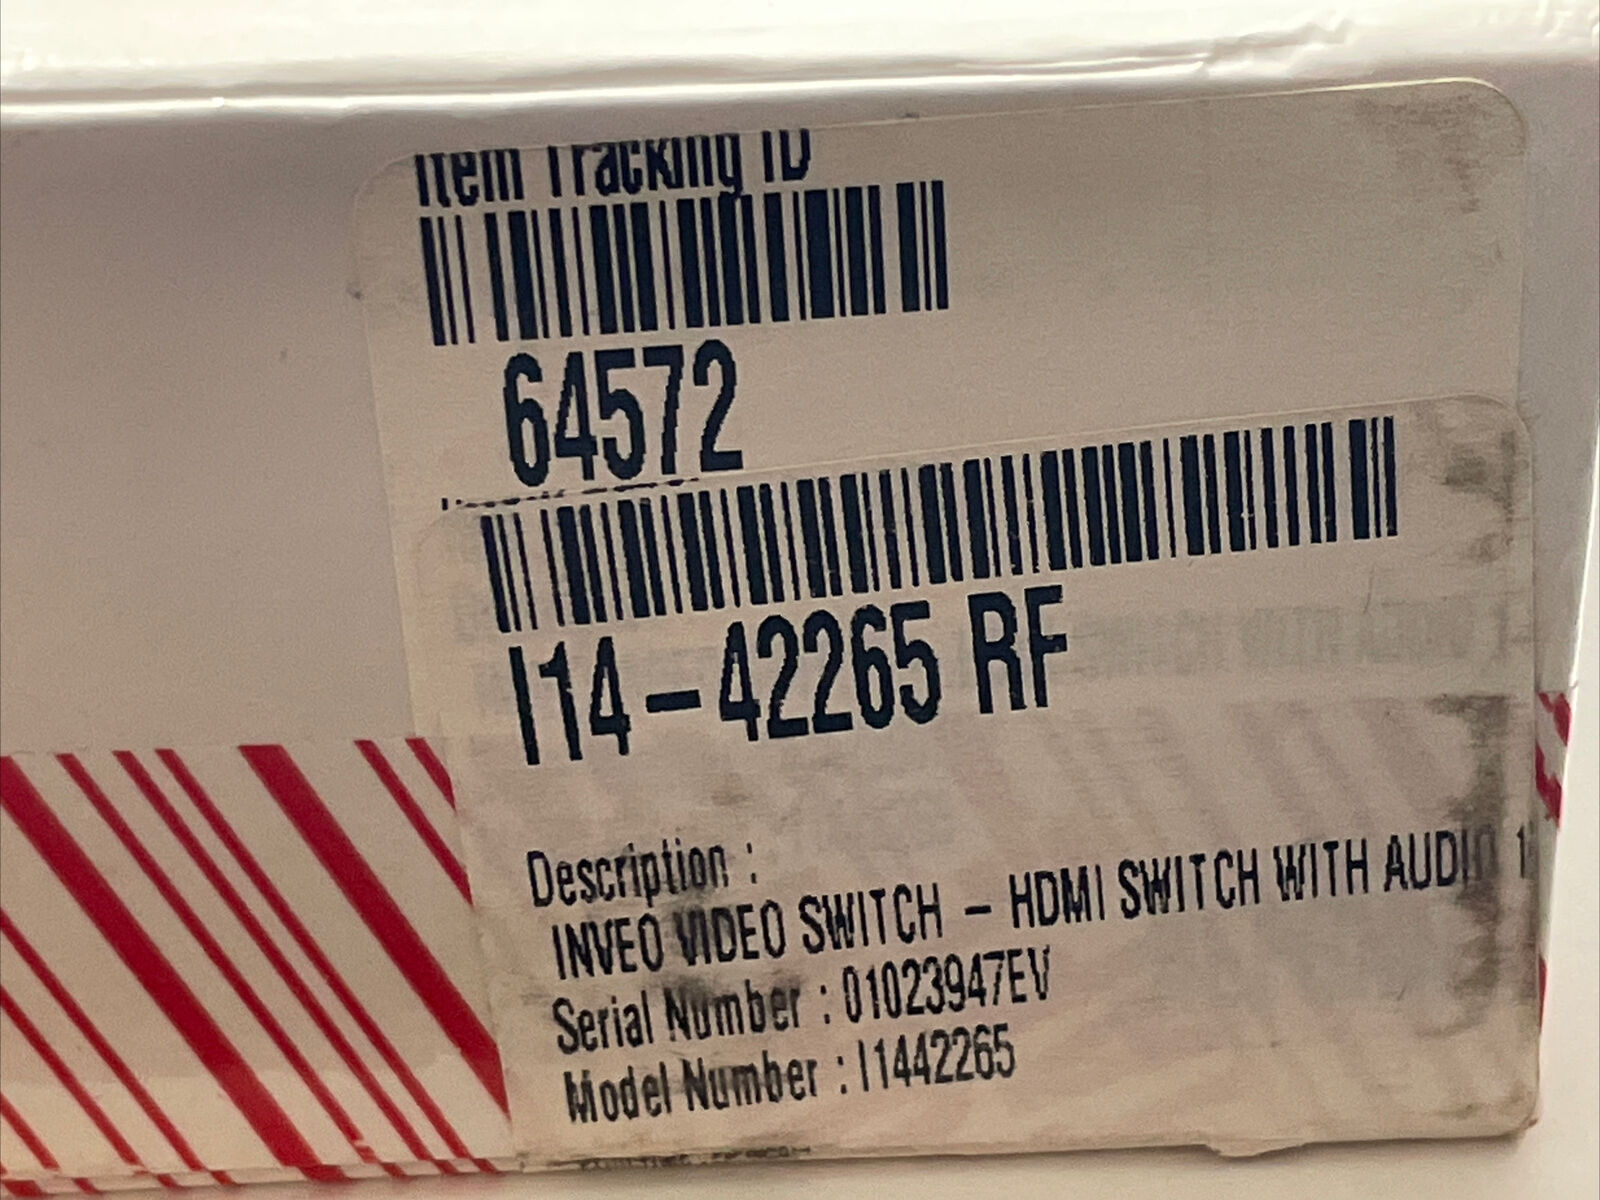 Item Tracking ID
64572
I14-42265 RF
Description :
INVEO VIDEO SWITCH - HDMI SWITCH WITH AUDIO 1
Serial Number : 01023947EV
Model Number : I1442265